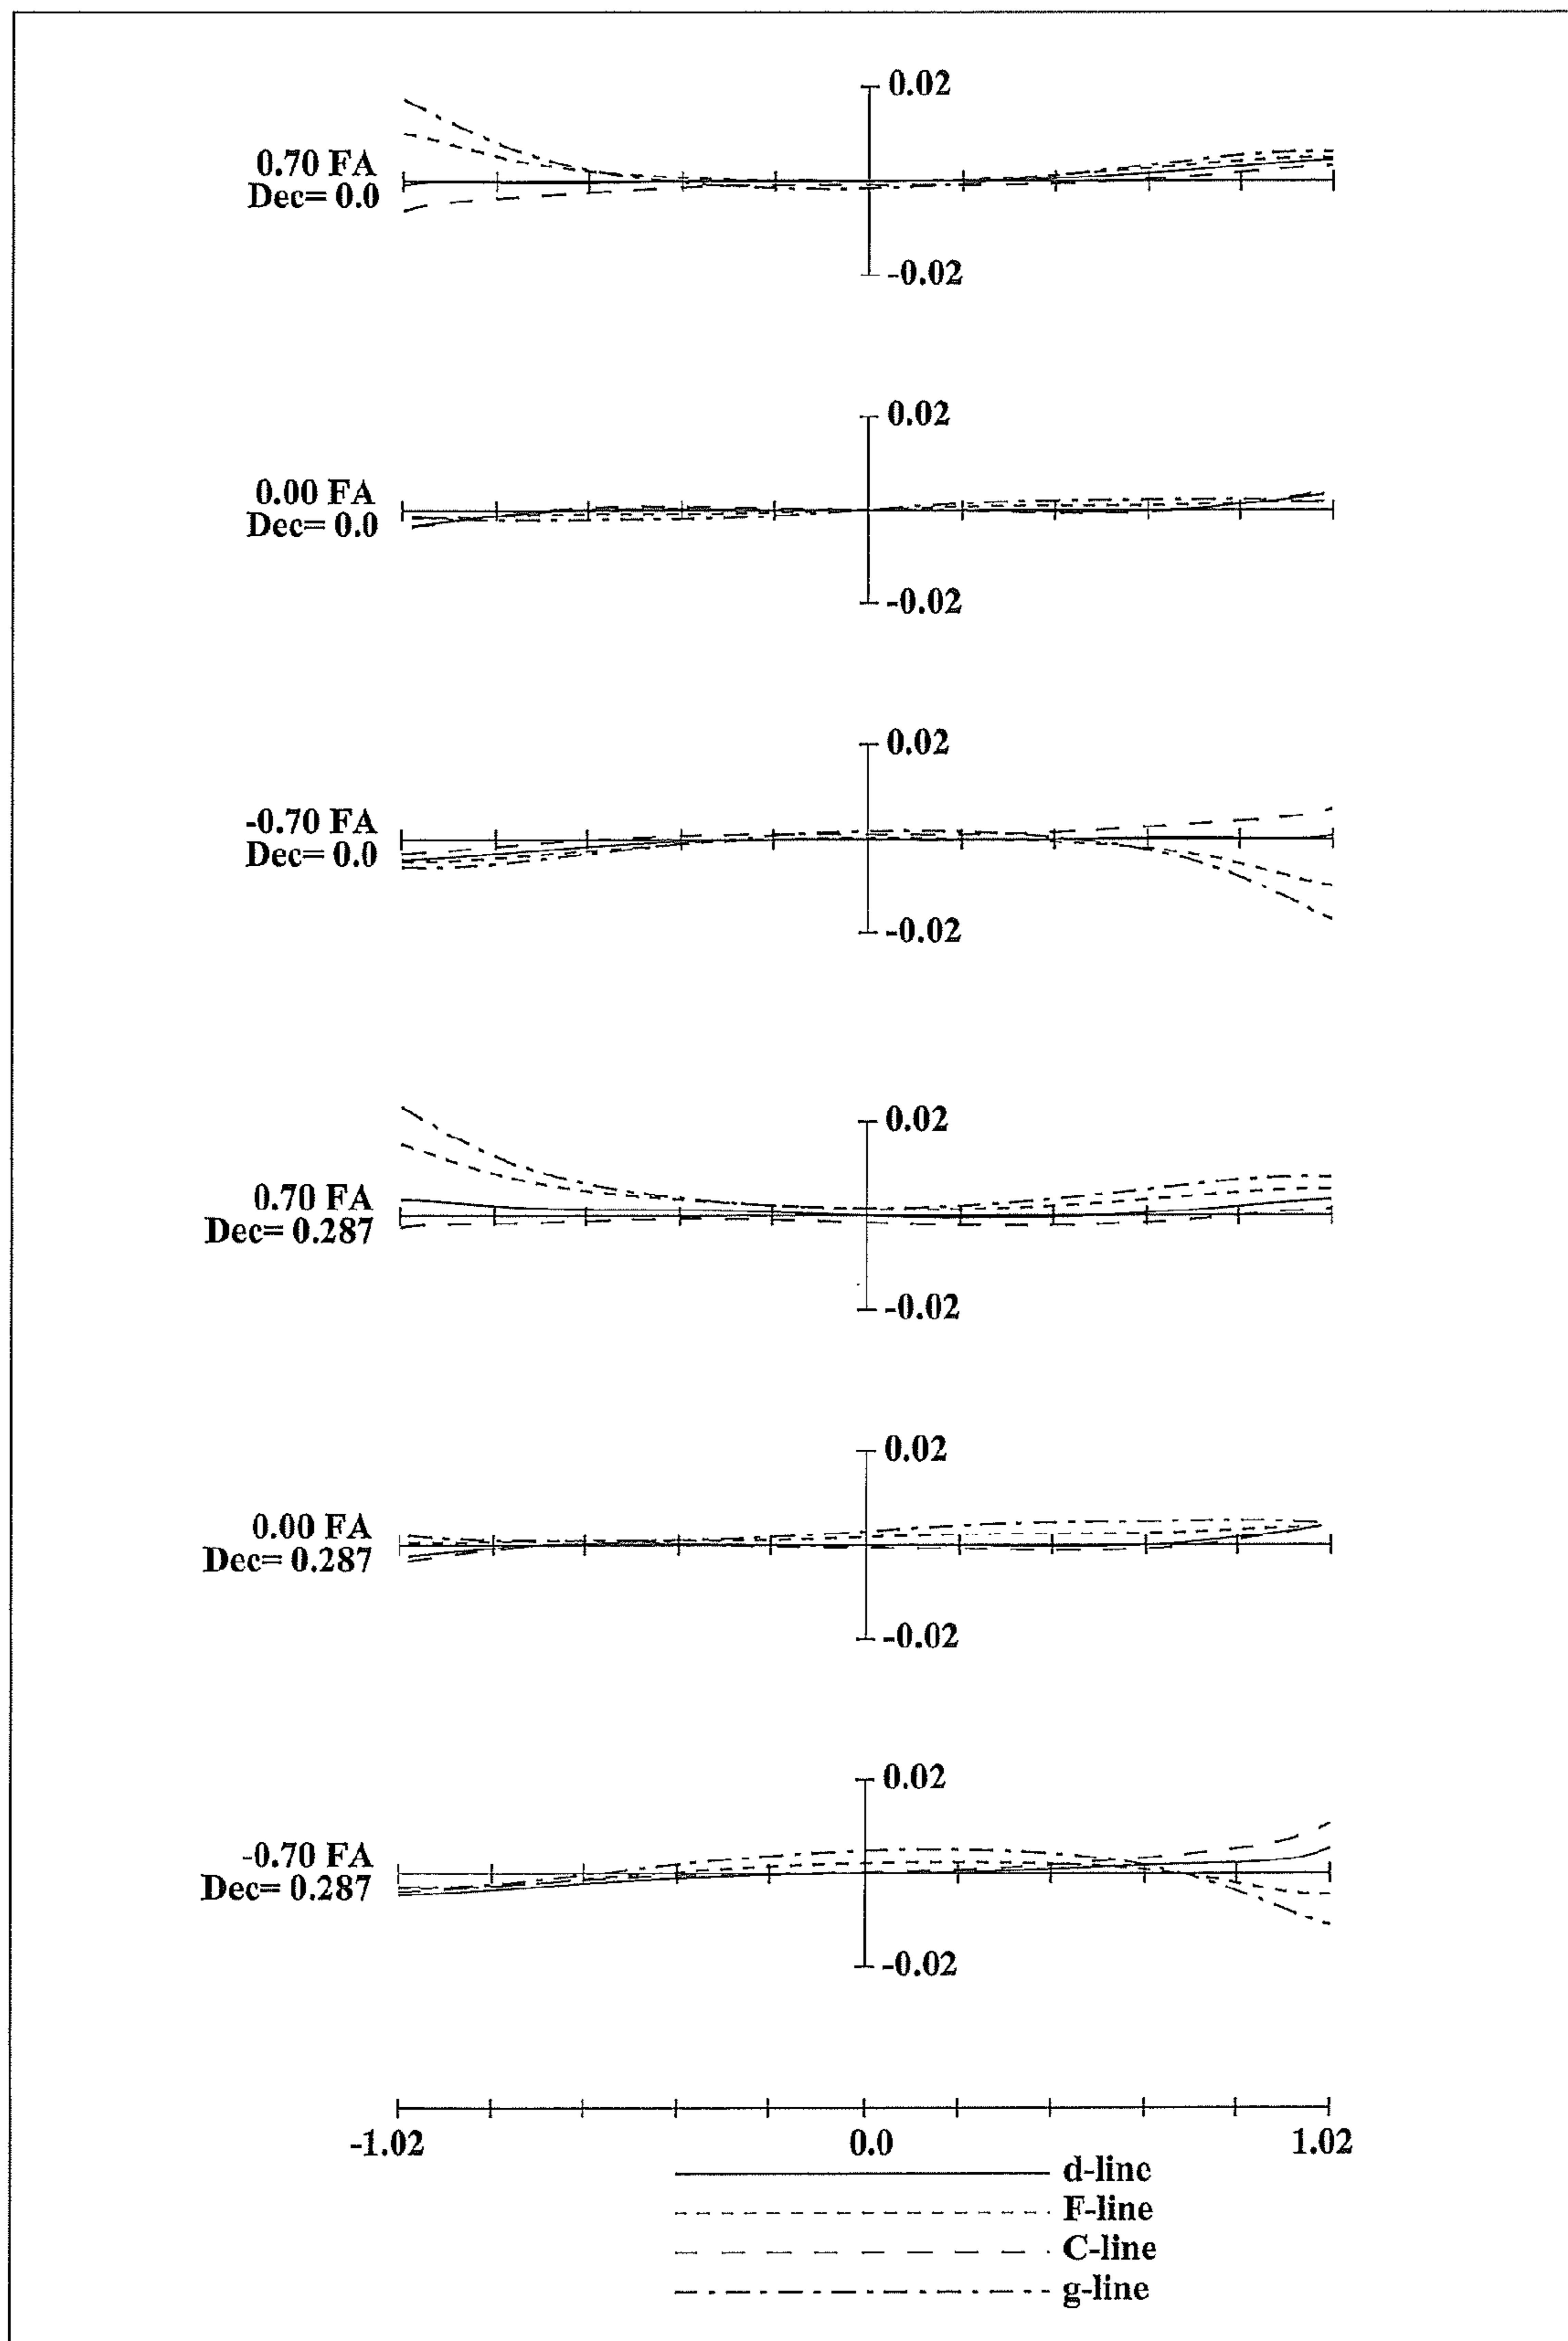 0.02
0.70 FA
Dec= 0.0
-0.02
0.02
0.00 FA
Dec= 0.0
-0.02
0.02
-0.70 FA
Dec= 0.0
-0.02
0.02
0.70 FA
Dec= 0.287
-0.02
0.02
0.00 FA
Dec= 0.287
-0.02
0.02
-0.70 FA
Dec= 0.287
-0.02
-1.02 0.0 1.02
d-line
F-line
C-line
g-line